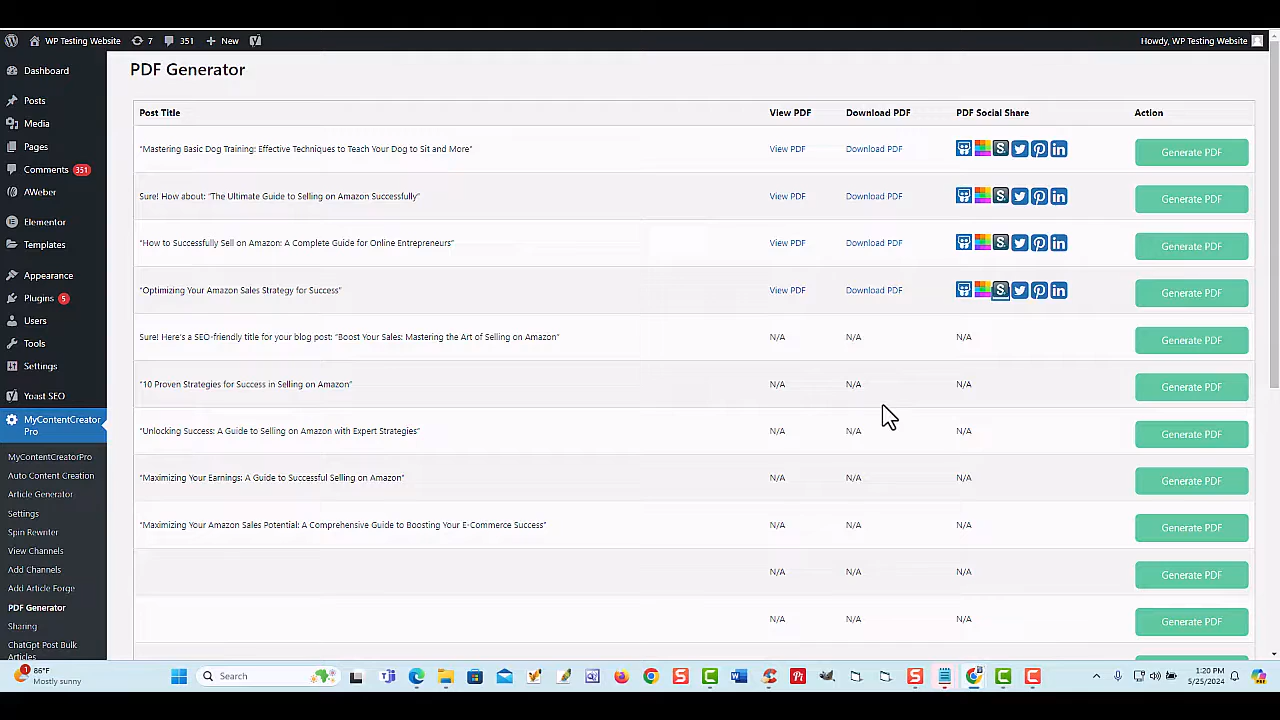 WP Testing Website 7 351 New Howdy, WP Testing Website
Dashboard
Posts
Media
Pages
Comments 351
AWeber
Elementor
Templates
Appearance
Plugins 5
Users
Tools
Settings
Yoast SEO
MyContentCreator
Pro
MyContentCreatorPro
Auto Content Creation
Article Generator
Settings
Spin Rewriter
View Channels
Add Channels
Add Article Forge
PDF Generator
Sharing
ChatGpt Post Bulk
Articles
PDF Generator
Post Title View PDF Download PDF PDF Social Share Action
"Mastering Basic Dog Training: Effective Techniques to Teach Your Dog to Sit and More" View PDF Download PDF Generate PDF
Sure! How about: "The Ultimate Guide to Selling on Amazon Successfully" View PDF Download PDF Generate PDF
"How to Successfully Sell on Amazon: A Complete Guide for Online Entrepreneurs" View PDF Download PDF Generate PDF
"Optimizing Your Amazon Sales Strategy for Success" View PDF Download PDF Generate PDF
Sure! Here's a SEO-friendly title for your blog post: "Boost Your Sales: Mastering the Art of Selling on Amazon" N/A N/A N/A Generate PDF
"10 Proven Strategies for Success in Selling on Amazon" N/A N/A N/A Generate PDF
"Unlocking Success: A Guide to Selling on Amazon with Expert Strategies" N/A N/A N/A Generate PDF
"Maximizing Your Earnings: A Guide to Successful Selling on Amazon" N/A N/A N/A Generate PDF
"Maximizing Your Amazon Sales Potential: A Comprehensive Guide to Boosting Your E-Commerce Success" N/A N/A N/A Generate PDF
N/A N/A N/A Generate PDF
N/A N/A N/A Generate PDF
1 86°F
Mostly sunny
Search
1:20 PM
5/25/2024